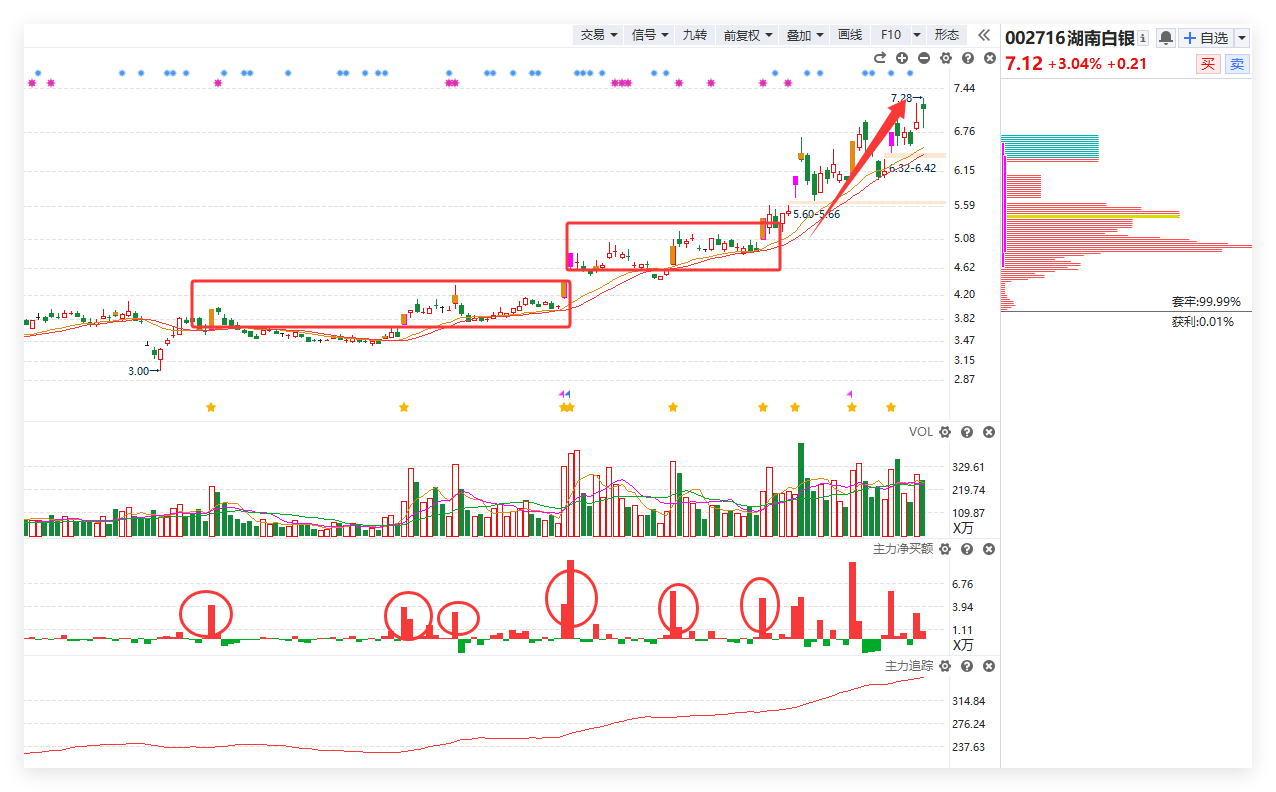 交易 信号 九转 前复权 叠加 画线 F10 形态
002716湖南白银 自选
7.12 +3.04% +0.21 买 卖
7.44
7.28
6.76
6.32-6.42
6.15
5.59
5.60-5.66
5.08
4.62
4.20
3.82
3.47
3.15
3.00
2.87
套牢:99.99%
获利:0.01%
VOL
329.61
219.74
109.87
X万
主力净买额
6.76
3.94
1.11
X万
主力追踪
314.84
276.24
237.63